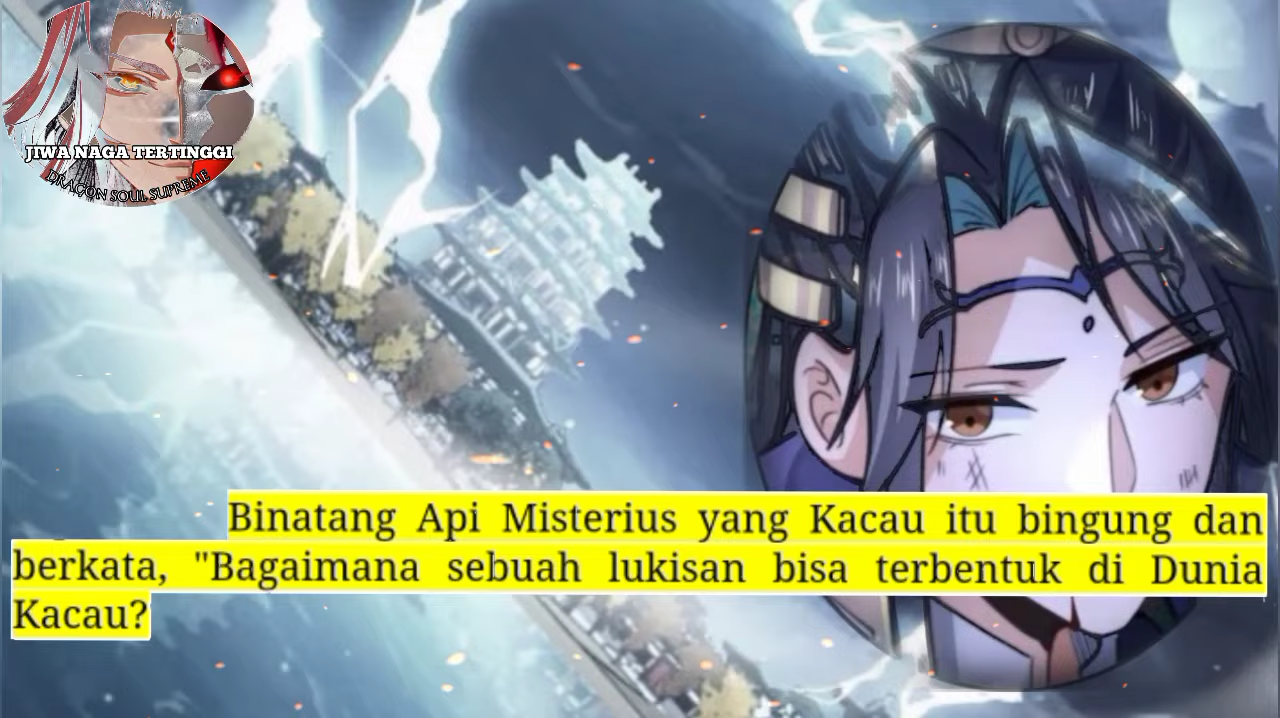 JIWA NAGA TERTINGGI
DRAGON SOUL SUPREME
Binatang Api Misterius yang Kacau itu bingung dan
berkata, "Bagaimana sebuah lukisan bisa terbentuk di Dunia
Kacau?